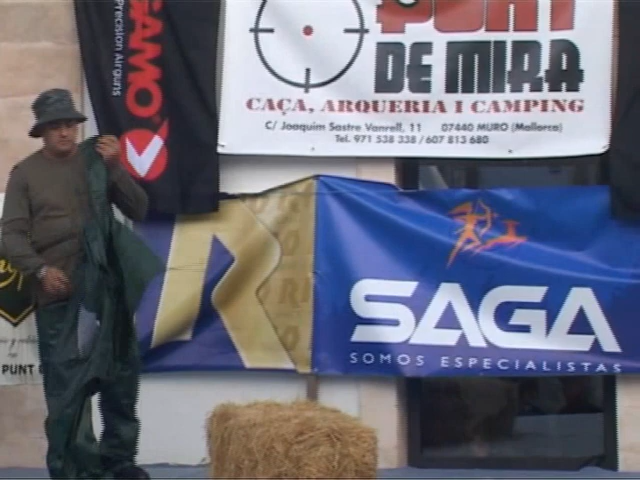 GAMO
Precision Airguns
PUNT
DE MIRA
CAÇA, ARQUERIA I CAMPING
C/ Joaquim Sastre Vanrell, 11 07440 MURO (Mallorca)
Tel. 971 538 338 / 607 813 680
SAGA
SOMOS ESPECIALISTAS
PUNT